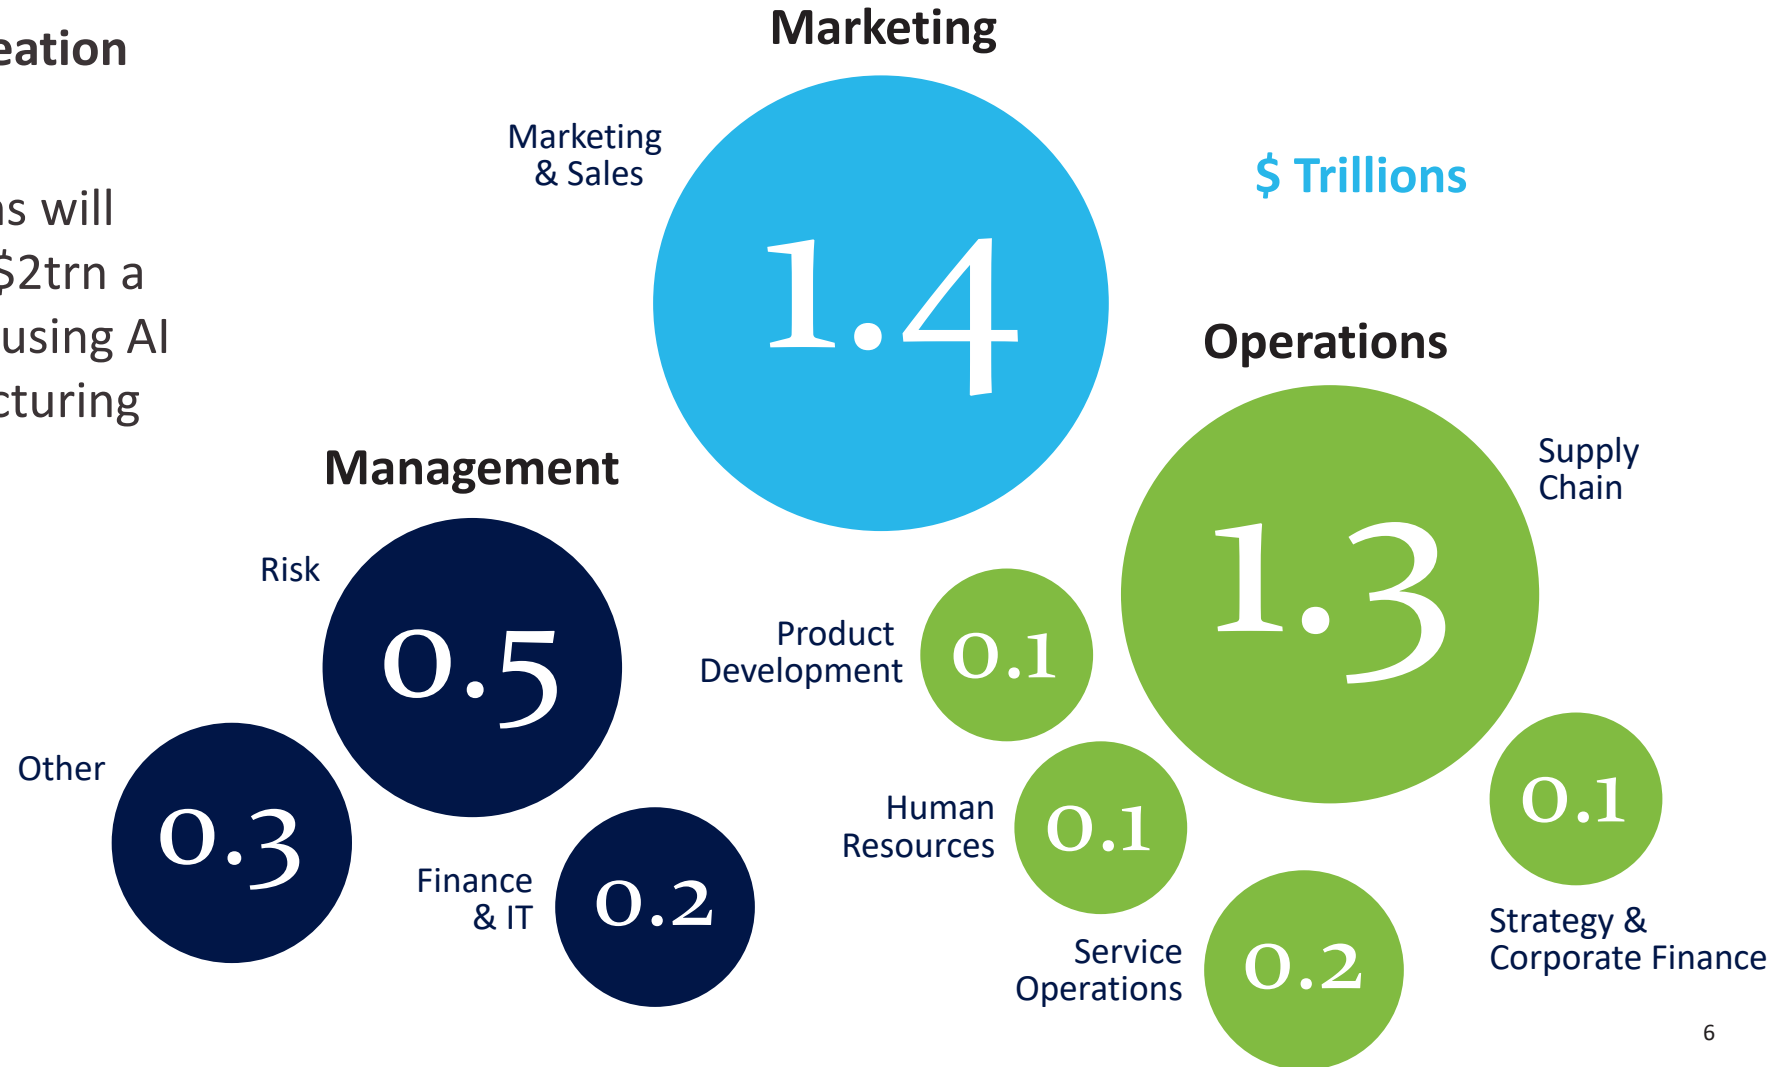 eation
ns will
$2trn a
using AI
cturing
Marketing
Marketing
& Sales
1.4
$ Trillions
Operations
Supply
Chain
1.3
Product
Development
0.1
Human
Resources
0.1
Service
Operations
0.2
0.1
Strategy &
Corporate Finance
Management
Risk
0.5
Other
0.3
Finance
& IT
0.2
6